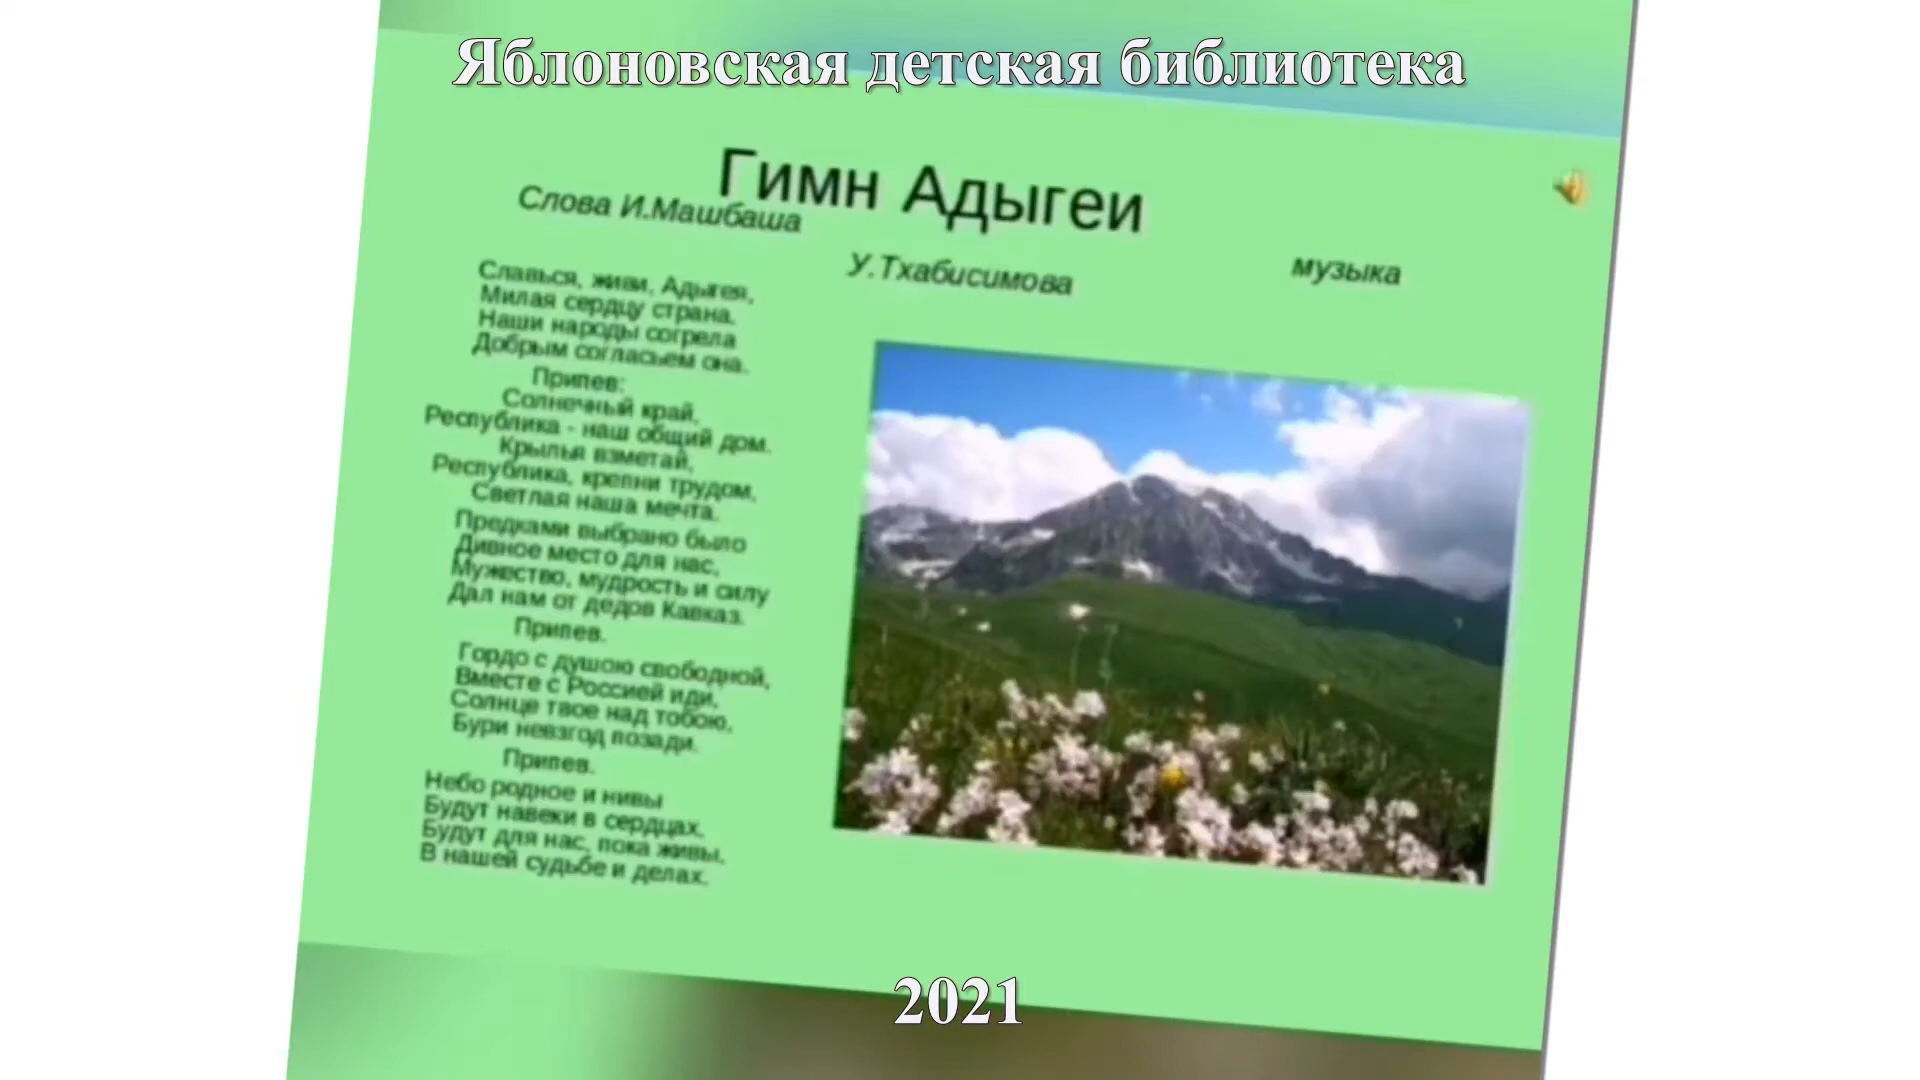 Яблоновская детская библиотека
Гимн Адыгеи
Слова И.Машбаша
музыка
У.Тхабисимова
Славься, живи, Адыгея,
Милая сердцу страна.
Наши народы согрела
Добрым согласьем она.
Припев:
Солнечный край,
Республика - наш общий дом.
Крылья взметай,
Республика, крепни трудом,
Светлая наша мечта.
Предками выбрано было
Дивное место для нас,
Мужество, мудрость и силу
Дал нам от дедов Кавказ.
Припев.
Гордо с душою свободной,
Вместе с Россией иди,
Солнце твое над тобою,
Бури невзгод позади.
Припев.
Небо родное и нивы
Будут навеки в сердцах,
Будут для нас, пока живы,
В нашей судьбе и делах.
2021